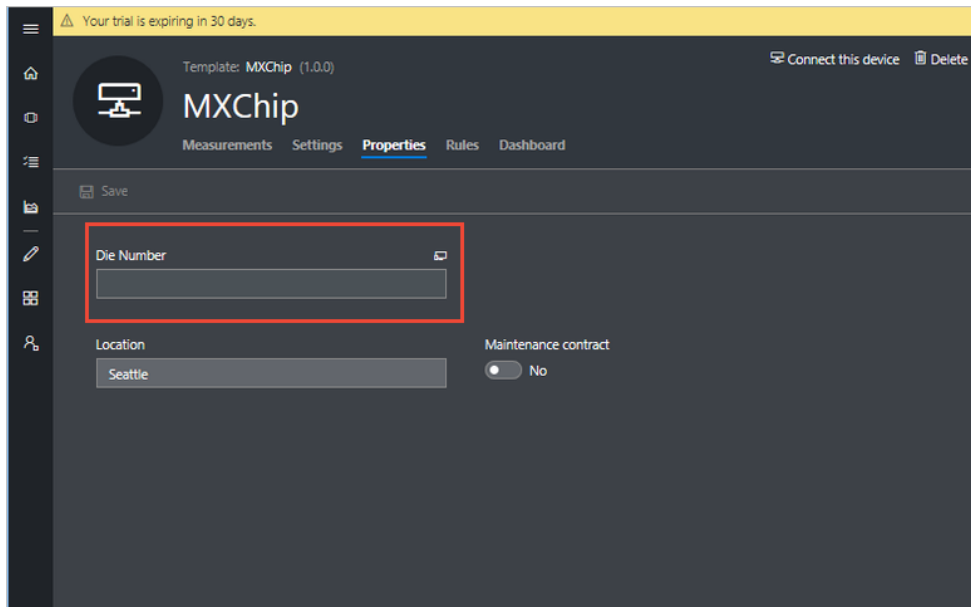 Your trial is expiring in 30 days.
Connect this device Delete
Template: MXChip (1.0.0)
MXChip
Measurements Settings Properties Rules Dashboard
Save
Die Number
Location Maintenance contract
Seattle No